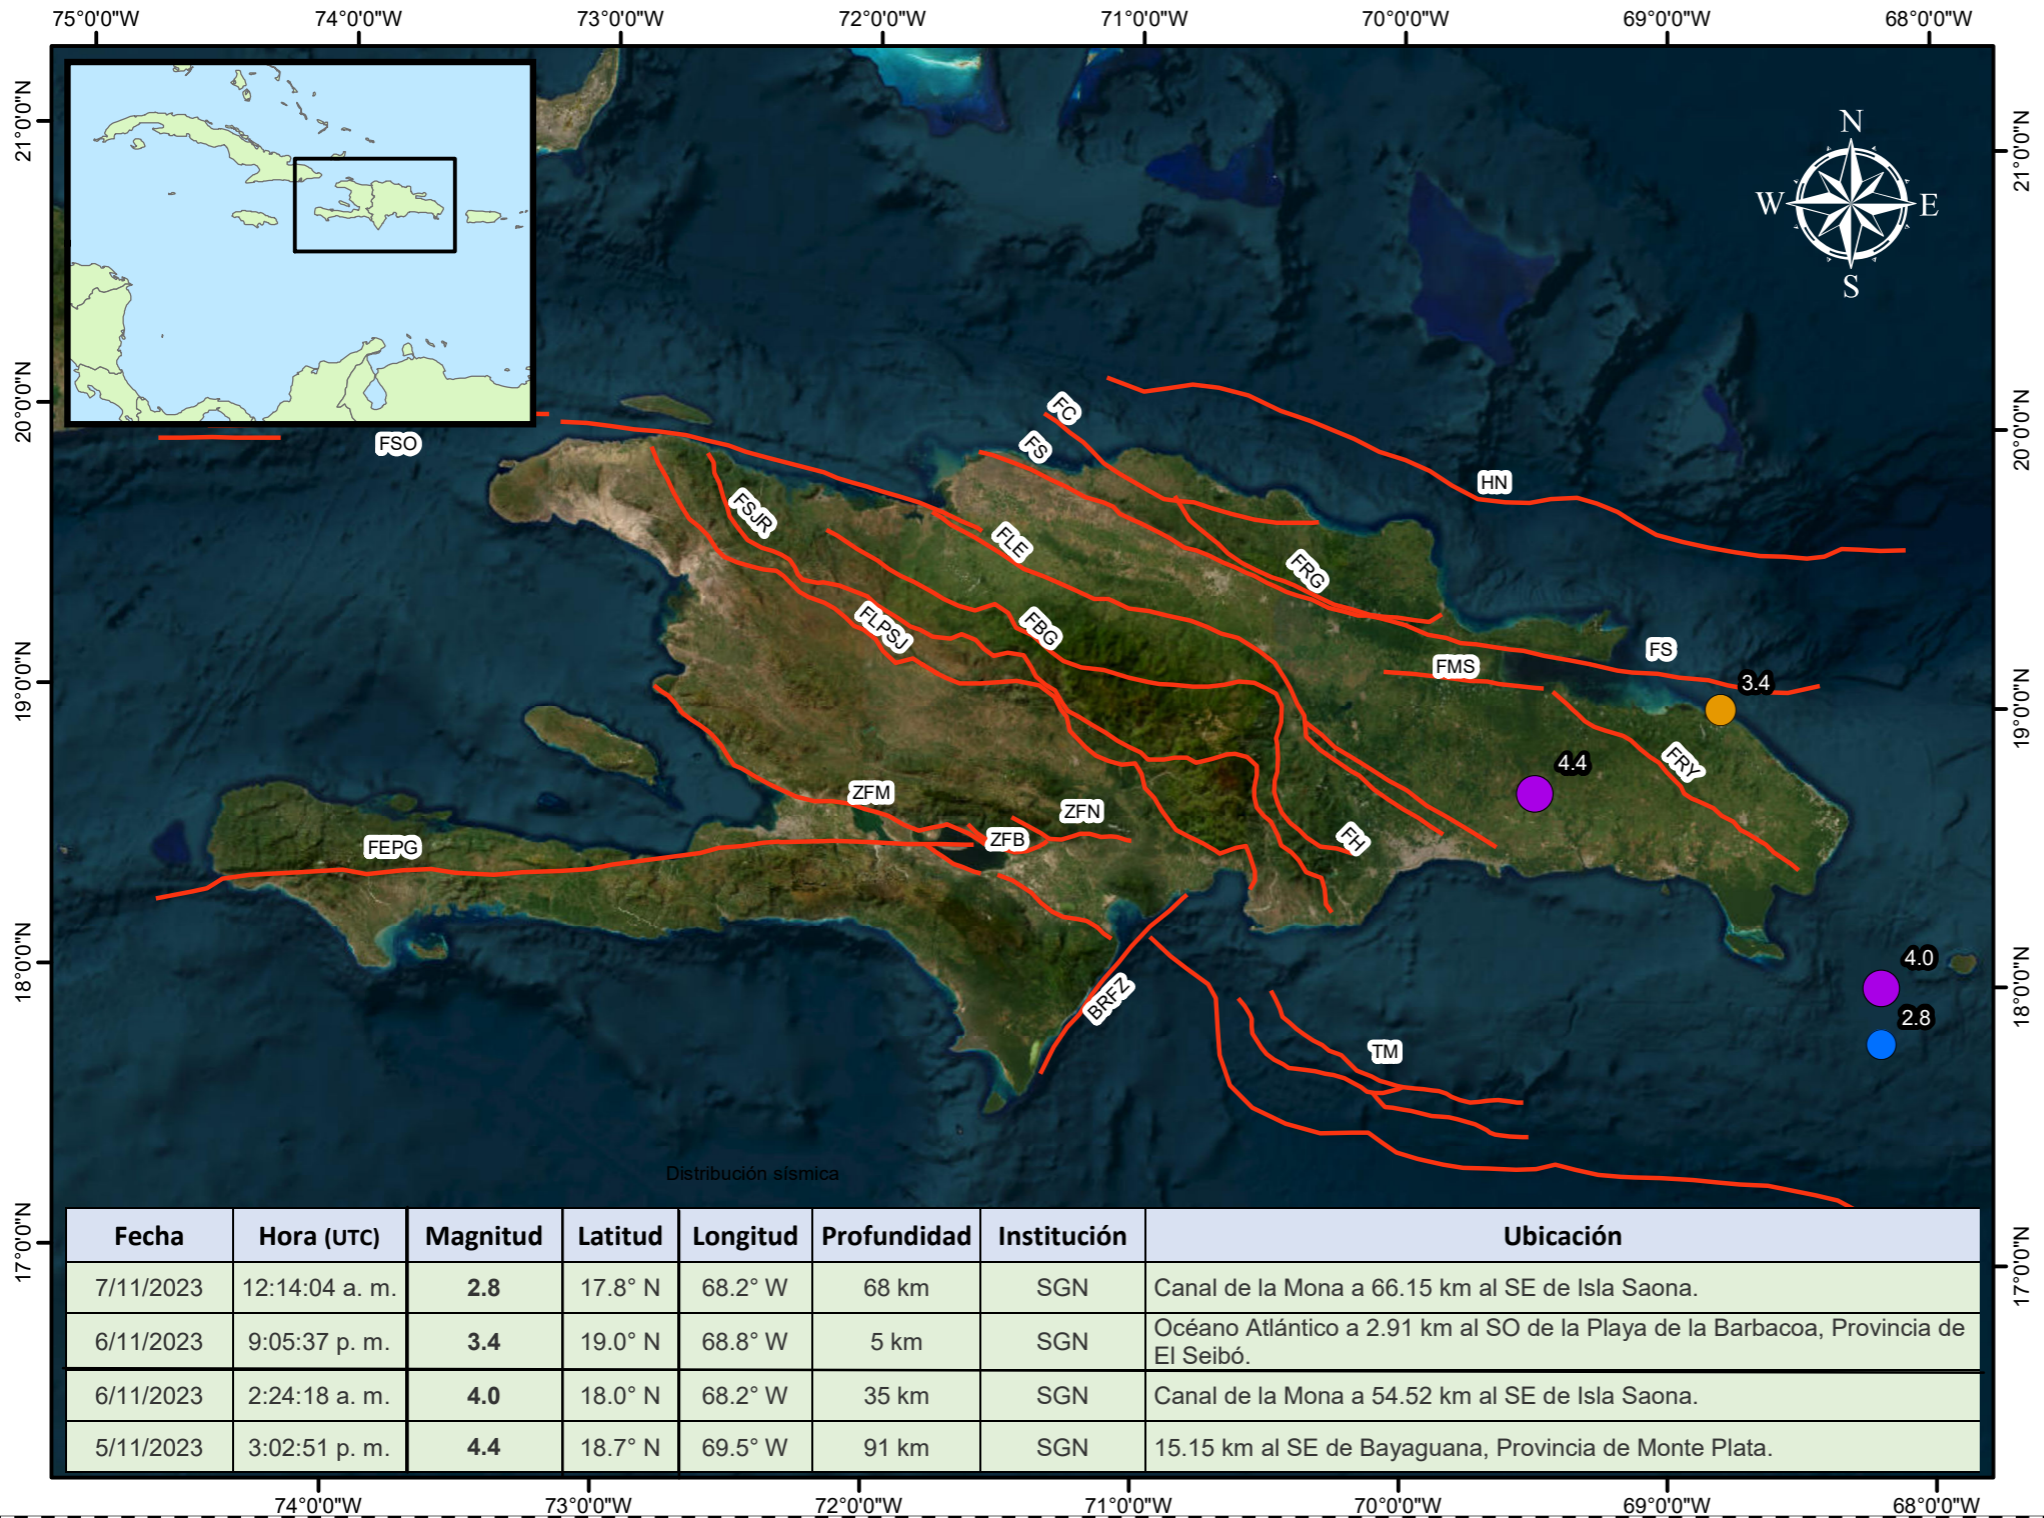 75°0'0"W 74°0'0"W 73°0'0"W 72°0'0"W 71°0'0"W 70°0'0"W 69°0'0"W 68°0'0"W
21°0'0"N
21°0'0"N
N
W E
S
20°0'0"N
20°0'0"N
FSO
FC
FS
HN
FSJR
FLE
FRG
FLPSJ
FBG
FS
FMS
19°0'0"N
19°0'0"N
3.4
FRY
4.4
ZFM
ZFN
ZFB
FH
FEPG
18°0'0"N
18°0'0"N
4.0
BRFZ
2.8
TM
Distribución sísmica
17°0'0"N
17°0'0"N
Fecha Hora (UTC) Magnitud Latitud Longitud Profundidad Institución Ubicación
7/11/2023 12:14:04 a. m. 2.8 17.8° N 68.2° W 68 km SGN Canal de la Mona a 66.15 km al SE de Isla Saona.
6/11/2023 9:05:37 p. m. 3.4 19.0° N 68.8° W 5 km SGN Océano Atlántico a 2.91 km al SO de la Playa de la Barbacoa, Provincia de
El Seibó.
6/11/2023 2:24:18 a. m. 4.0 18.0° N 68.2° W 35 km SGN Canal de la Mona a 54.52 km al SE de Isla Saona.
5/11/2023 3:02:51 p. m. 4.4 18.7° N 69.5° W 91 km SGN 15.15 km al SE de Bayaguana, Provincia de Monte Plata.
74°0'0"W 73°0'0"W 72°0'0"W 71°0'0"W 70°0'0"W 69°0'0"W 68°0'0"W